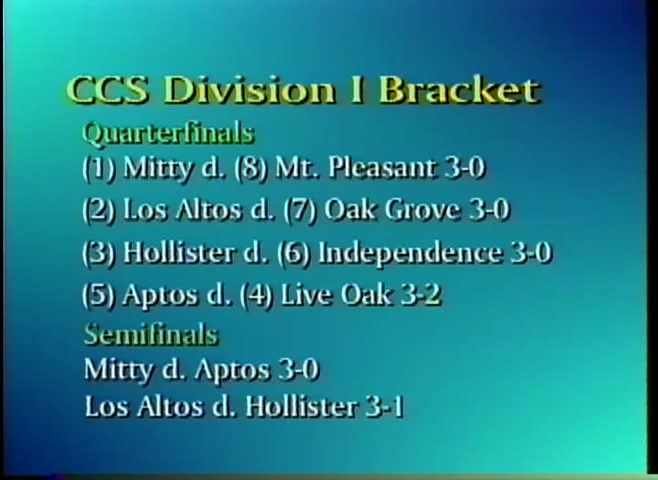 CCS Division I Bracket
Quarterfinals
(1) Mitty d. (8) Mt. Pleasant 3-0
(2) Los Altos d. (7) Oak Grove 3-0
(3) Hollister d. (6) Independence 3-0
(5) Aptos d. (4) Live Oak 3-2
Semifinals
Mitty d. Aptos 3-0
Los Altos d. Hollister 3-1